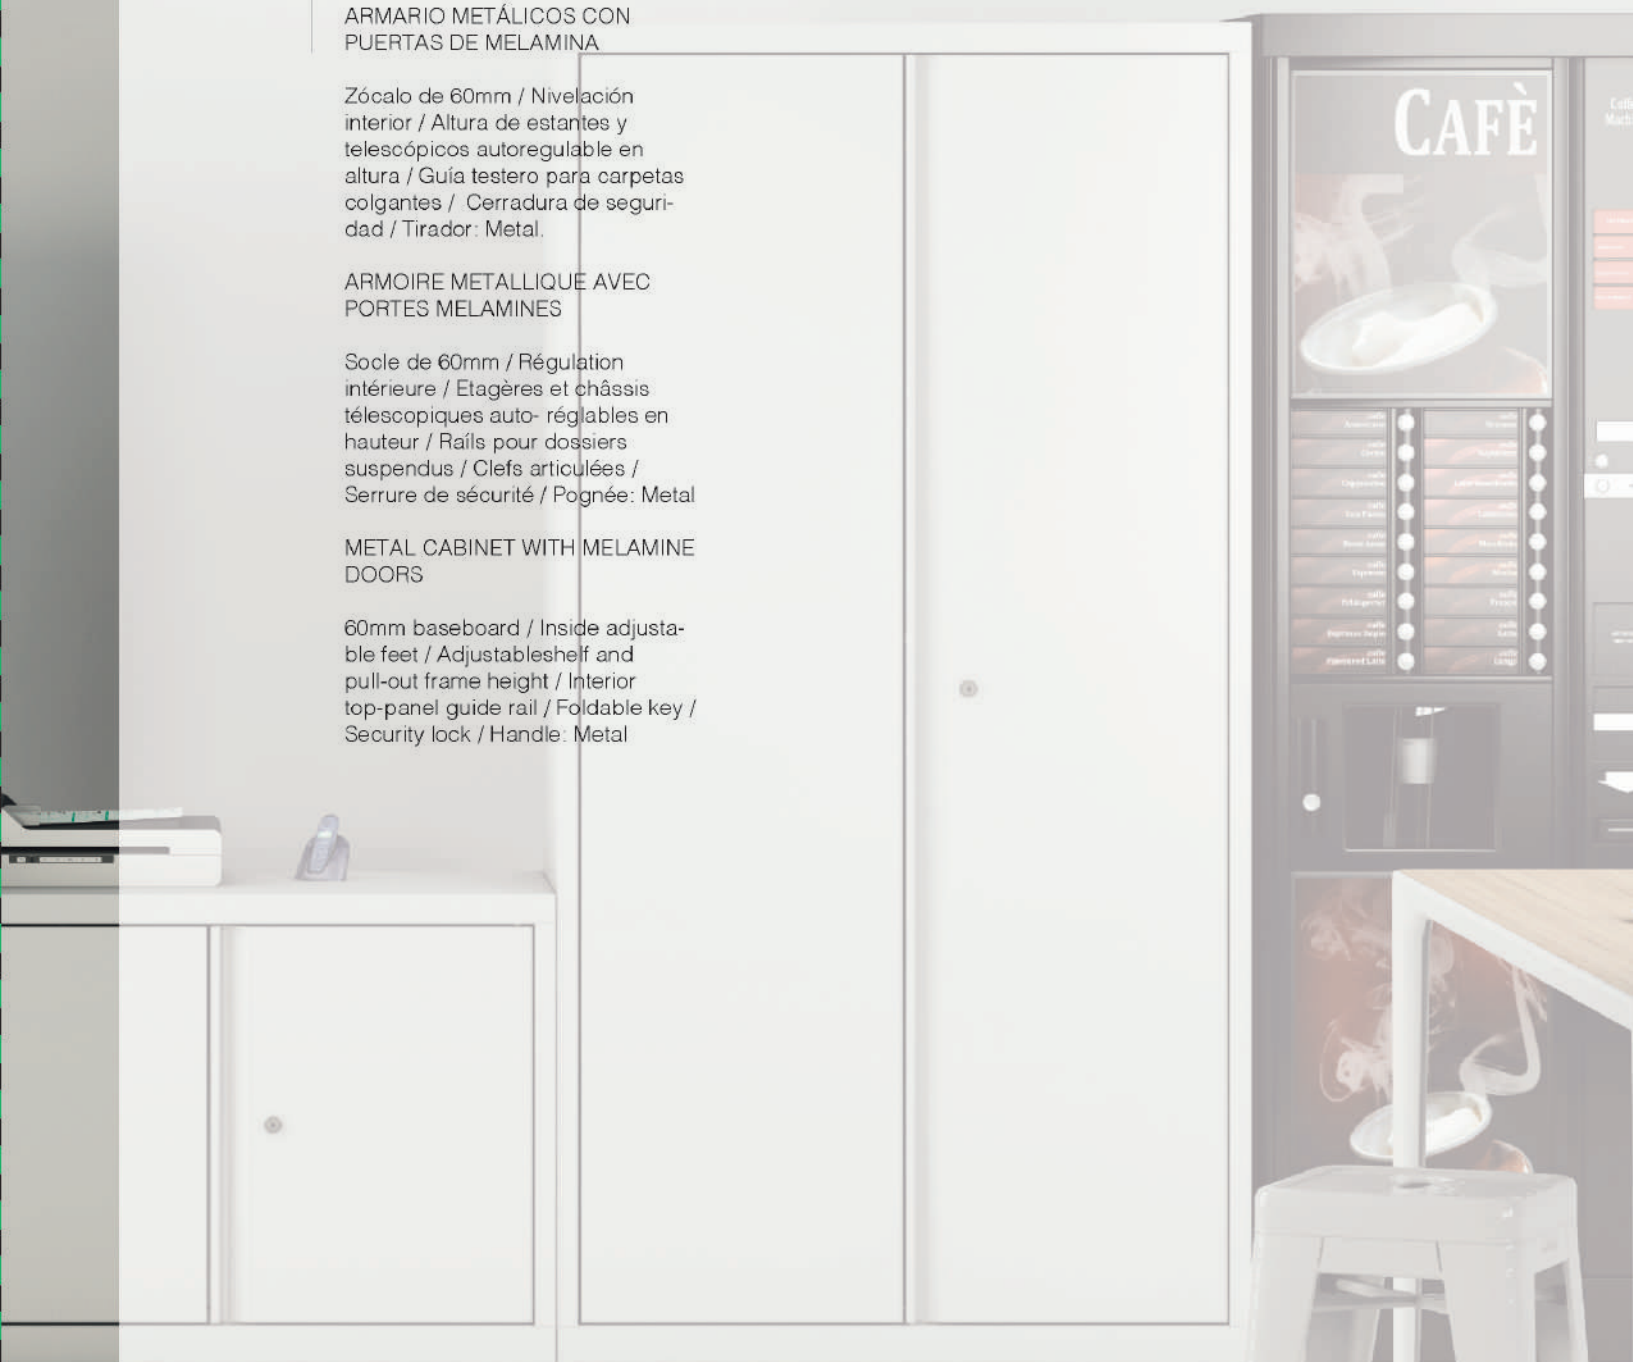 ARMARIO METÁLICOS CON
PUERTAS DE MELAMINA
Zócalo de 60mm / Nivelación
interior / Altura de estantes y
telescópicos autoregulable en
altura / Guía testero para carpetas
colgantes / Cerradura de seguri-
dad / Tirador: Metal.
ARMOIRE METALLIQUE AVEC
PORTES MELAMINES
Socle de 60mm / Régulation
intérieure / Etagères et châssis
télescopiques auto- réglables en
hauteur / Raíls pour dossiers
suspendus / Clefs articulées /
Serrure de sécurité / Pognée: Metal
METAL CABINET WITH MELAMINE
DOORS
60mm baseboard / Inside adjusta-
ble feet / Adjustableshelf and
pull-out frame height / Interior
top-panel guide rail / Foldable key /
Security lock / Handle: Metal
CAFÈ